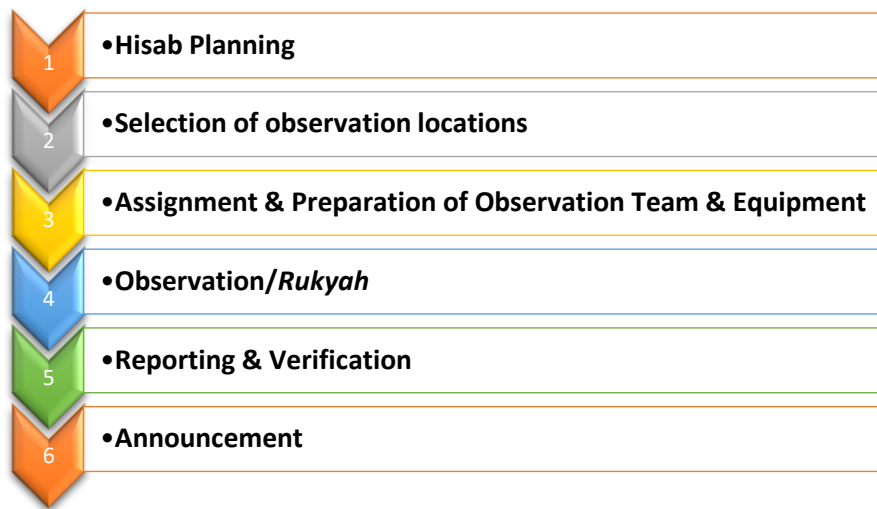 1
•Hisab Planning
2
•Selection of observation locations
3
•Assignment & Preparation of Observation Team & Equipment
4
•Observation/Rukyah
5
•Reporting & Verification
6
•Announcement